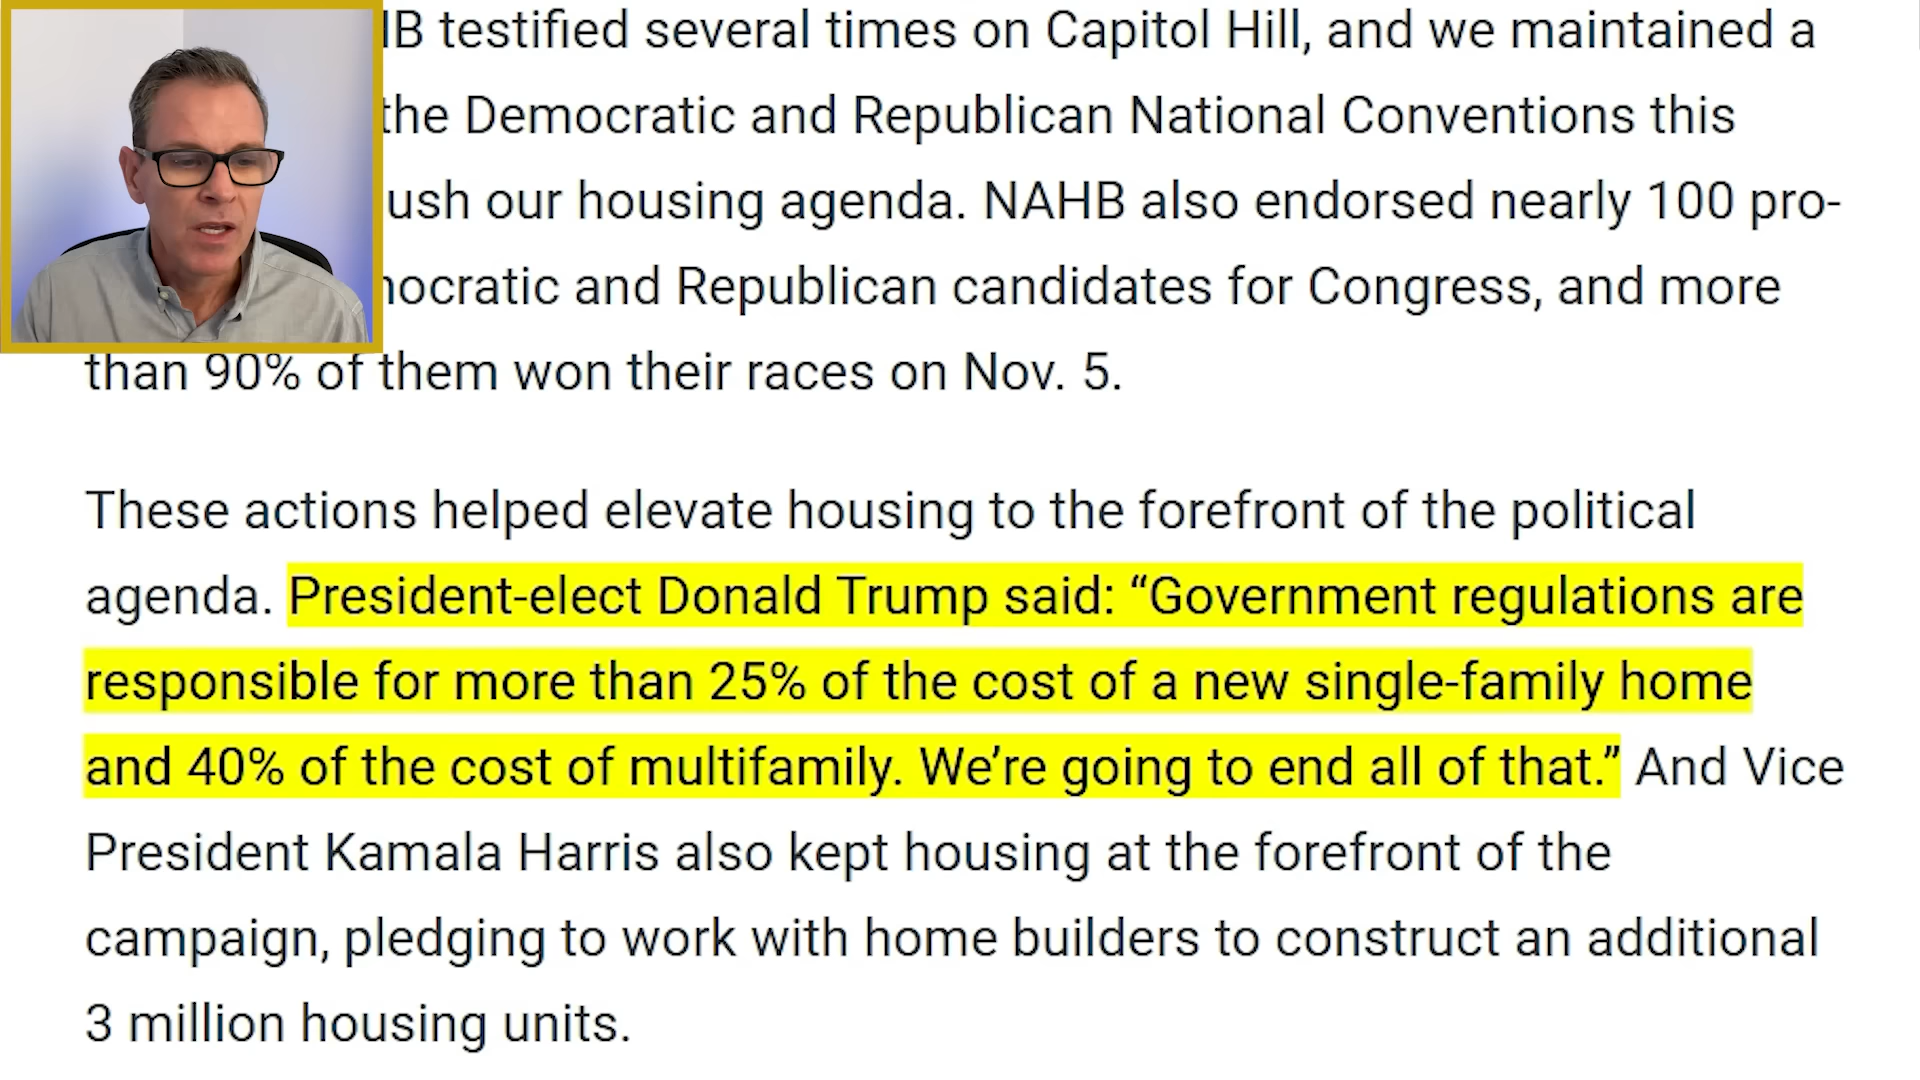 testified several times on Capitol Hill, and we maintained a
the Democratic and Republican National Conventions this
our housing agenda. NAHB also endorsed nearly 100 pro-
and Republican candidates for Congress, and more
than 90% of them won their races on Nov. 5.
These actions helped elevate housing to the forefront of the political
agenda. President-elect Donald Trump said: “Government regulations are
responsible for more than 25% of the cost of a new single-family home
and 40% of the cost of multifamily. We’re going to end all of that.” And Vice
President Kamala Harris also kept housing at the forefront of the
campaign, pledging to work with home builders to construct an additional
3 million housing units.